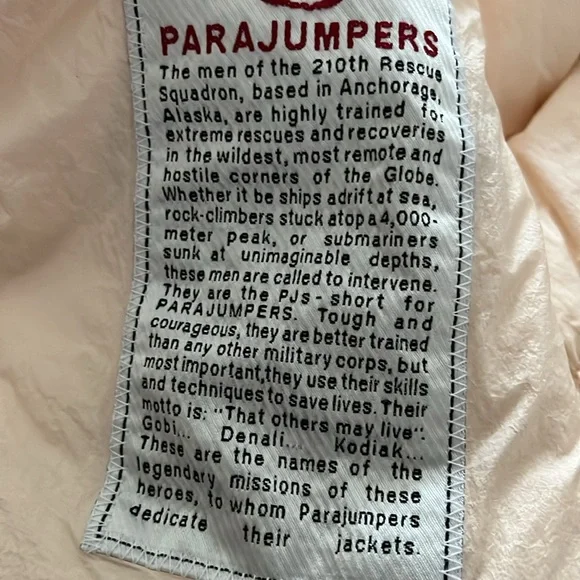 PARAJUMPERS
The men of the 210th Rescue
Squadron, based in Anchorage,
Alaska, are highly trained for
extreme rescues and recoveries
in the wildest, most remote and
hostile corners of the Globe.
Whether it be ships adrift at sea,
rock-climbers stuck atop a 4,000-
meter peak, or submariners
sunk at unimaginable depths,
these men are called to intervene.
They are the PJs - short for
PARAJUMPERS. Tough and
courageous, they are better trained
than any other military corps, but
most important, they use their skills
and techniques to save lives. Their
motto is: "That others may live".
Gobi... Denali... Kodiak...
These are the names of the
legendary missions of these
heroes, to whom Parajumpers
dedicate their jackets.